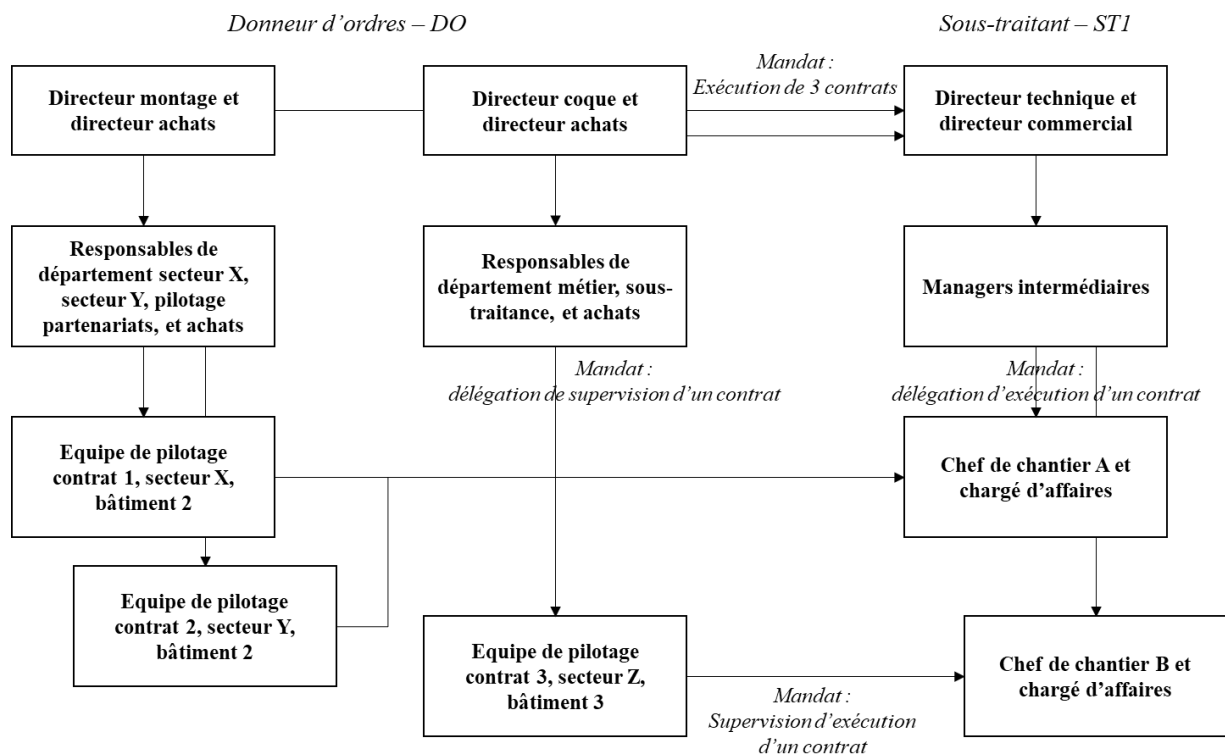 Donneur d’ordres – DO
Sous-traitant – ST1
Directeur montage et
directeur achats
Directeur coque et
directeur achats
Mandat :
Exécution de 3 contrats
Directeur technique et
directeur commercial
Responsables de
département secteur X,
secteur Y, pilotage
partenariats, et achats
Responsables de
département métier, sous-
traitance, et achats
Managers intermédiaires
Mandat :
délégation de supervision d’un contrat
Mandat :
délégation d’exécution d’un contrat
Equipe de pilotage
contrat 1, secteur X,
bâtiment 2
Chef de chantier A et
chargé d’affaires
Equipe de pilotage
contrat 2, secteur Y,
bâtiment 2
Equipe de pilotage
contrat 3, secteur Z,
bâtiment 3
Chef de chantier B et
chargé d’affaires
Mandat :
Supervision d’exécution
d’un contrat